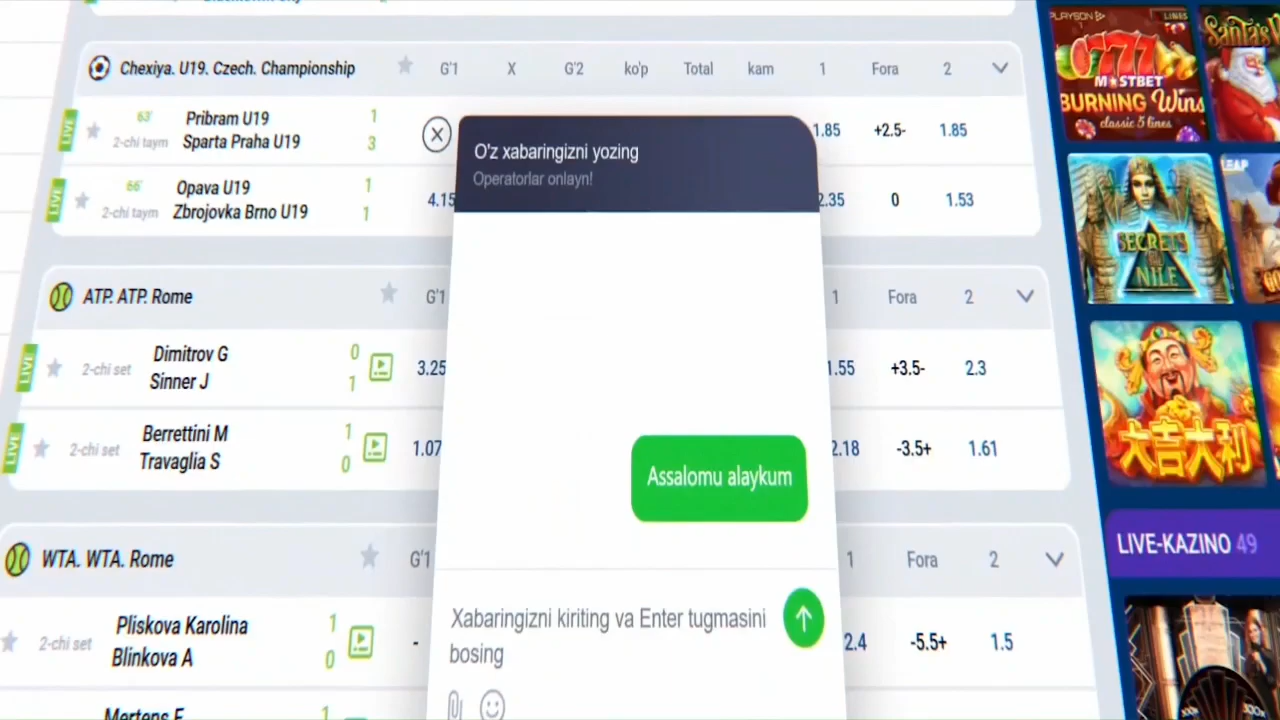 Chexiya. U19. Czech. Championship G'1 X G'2 ko'p Total kam 1 Fora 2
LIVE 63' Pribram U19 1
2-chi taym Sparta Praha U19 3
1.85 +2.5- 1.85
LIVE 66' Opava U19 1
2-chi taym Zbrojovka Brno U19 1
4.15 2.35 0 1.53
ATP. ATP. Rome G'1 1 Fora 2
LIVE 2-chi set Dimitrov G 0
Sinner J 1
3.25 1.55 +3.5- 2.3
LIVE 2-chi set Berrettini M 1
Travaglia S 0
1.07 2.18 -3.5+ 1.61
WTA. WTA. Rome G'1 1 Fora 2
2-chi set Pliskova Karolina 1
Blinkova A 0
- 2.4 -5.5+ 1.5
Mertens E 1
O'z xabaringizni yozing
Operatorlar onlayn!
Assalomu alaykum
Xabaringizni kiriting va Enter tugmasini
bosing
PLAYSON LINES
777
MOSTBET
BURNING Wins
classic 5 lines
Santa's
SECRETS
NILE
LEAP
大吉大利
LIVE-KAZINO 49